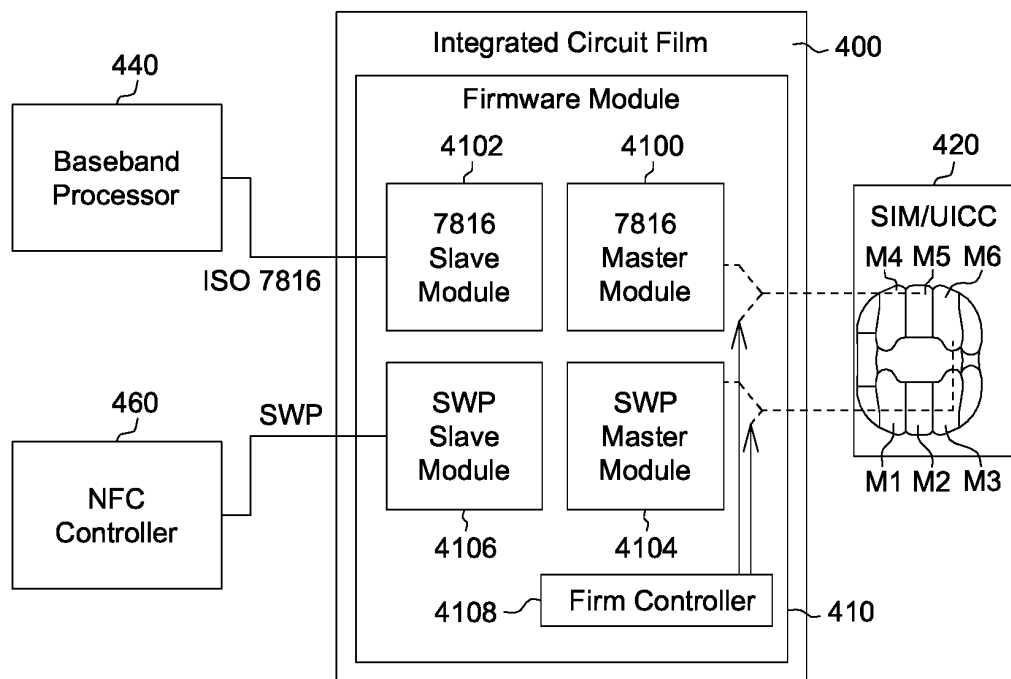 Integrated Circuit Film
400
440
Baseband
Processor
ISO 7816
Firmware Module
4102
7816
Slave
Module
4100
7816
Master
Module
420
SIM/UICC
M4 M5 M6
M1 M2 M3
460
NFC
Controller
SWP
SWP
Slave
Module
4106
SWP
Master
Module
4104
4108
Firm Controller
410